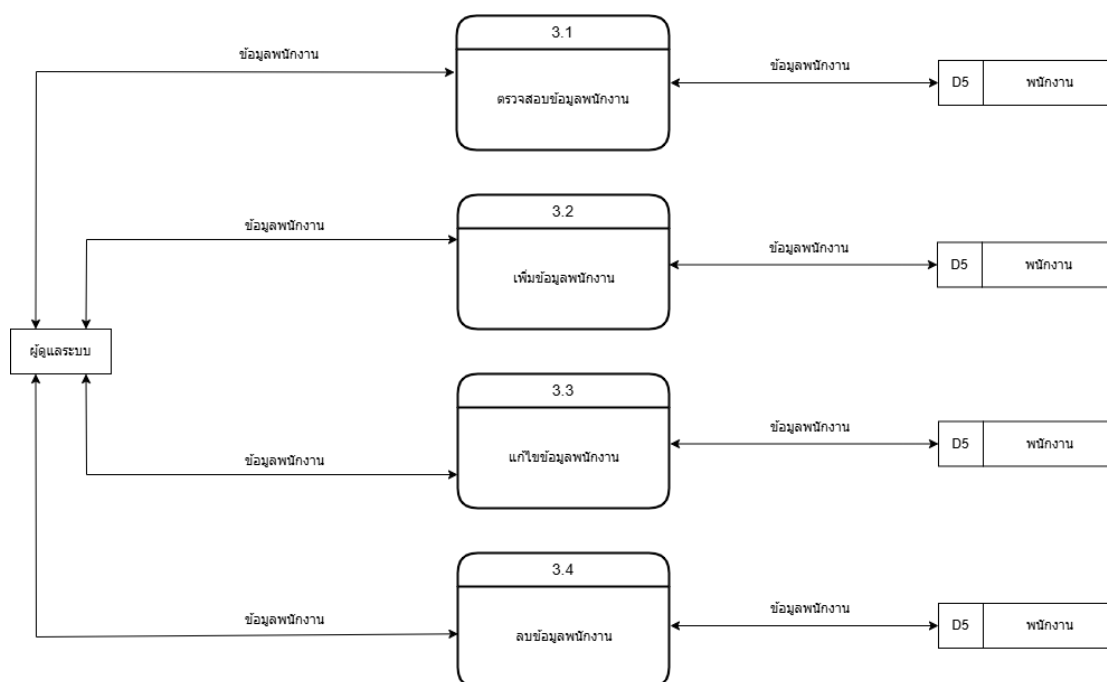 3.1
ข้อมูลพนักงาน
ข้อมูลพนักงาน
ตรวจสอบข้อมูลพนักงาน
D5
พนักงาน
3.2
ข้อมูลพนักงาน
ข้อมูลพนักงาน
เพิ่มข้อมูลพนักงาน
D5
พนักงาน
ผู้ดูแลระบบ
3.3
ข้อมูลพนักงาน
ข้อมูลพนักงาน
แก้ไขข้อมูลพนักงาน
D5
พนักงาน
3.4
ข้อมูลพนักงาน
ข้อมูลพนักงาน
ลบข้อมูลพนักงาน
D5
พนักงาน